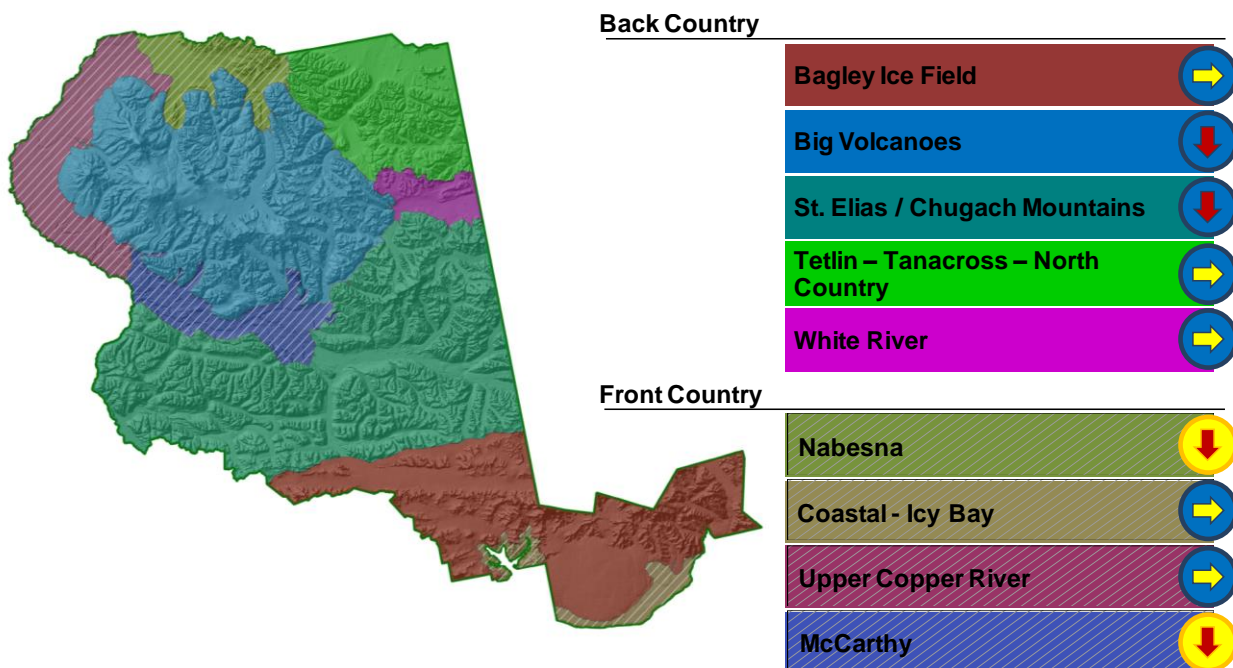 Back Country
Bagley Ice Field
Big Volcanoes
St. Elias / Chugach Mountains
Tetlin – Tanacross – North
Country
White River
Front Country
Nabesna
Coastal - Icy Bay
Upper Copper River
McCarthy